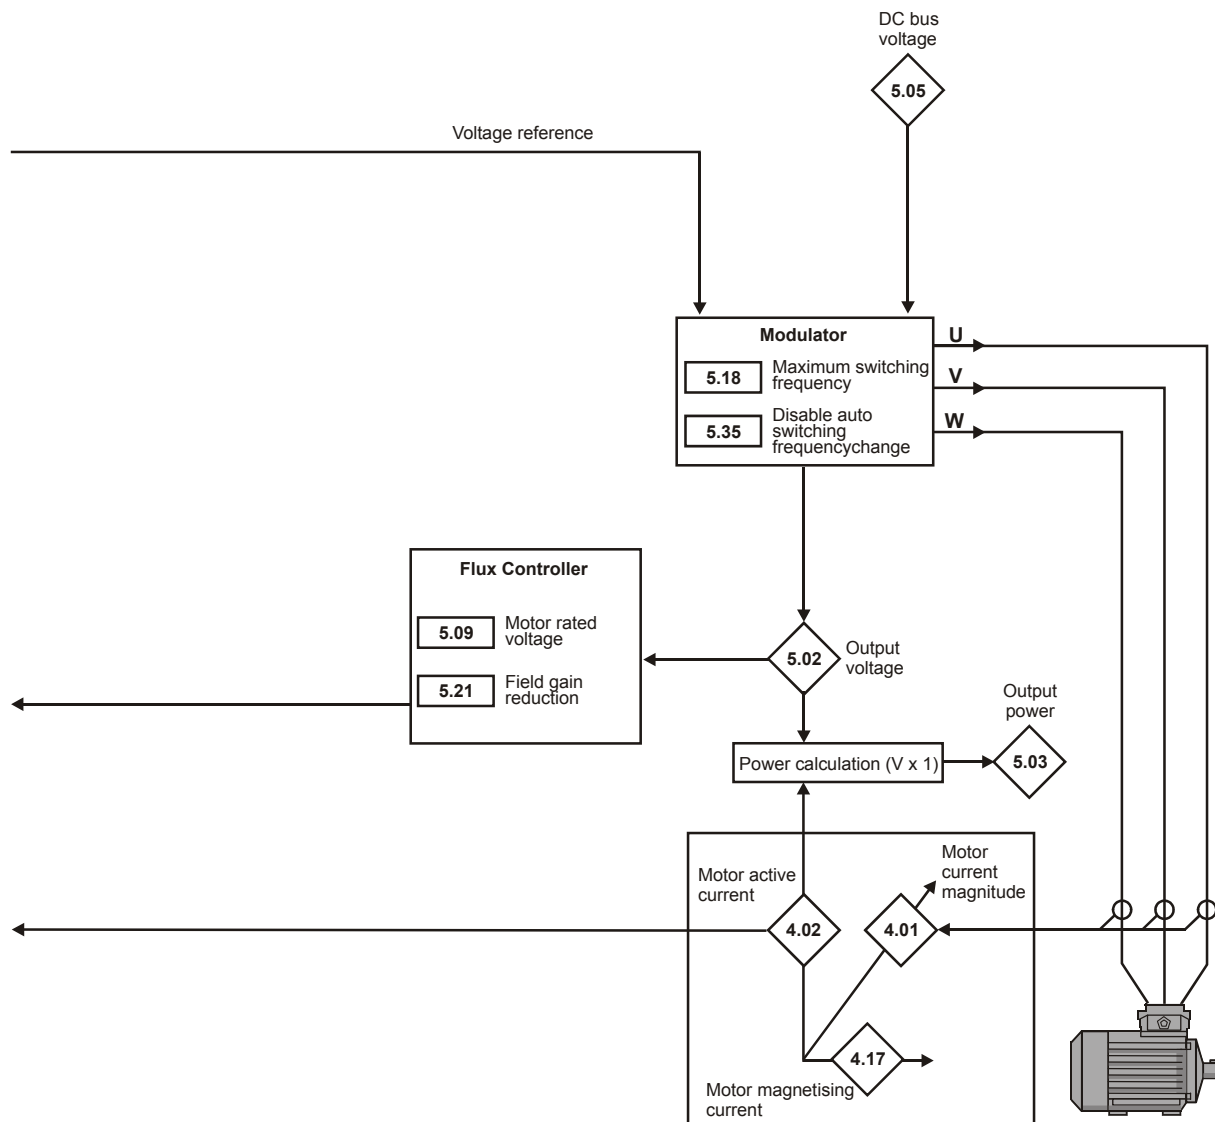 DC bus
voltage
5.05
Voltage reference
Modulator
5.18
Maximum switching
frequency
5.35
Disable auto
switching
frequencychange
U
V
W
Flux Controller
5.09
Motor rated
voltage
5.21
Field gain
reduction
5.02
Output
voltage
Output
power
Power calculation (V x 1)
5.03
Motor active
current
Motor
current
magnitude
4.02
4.01
4.17
Motor magnetising
current